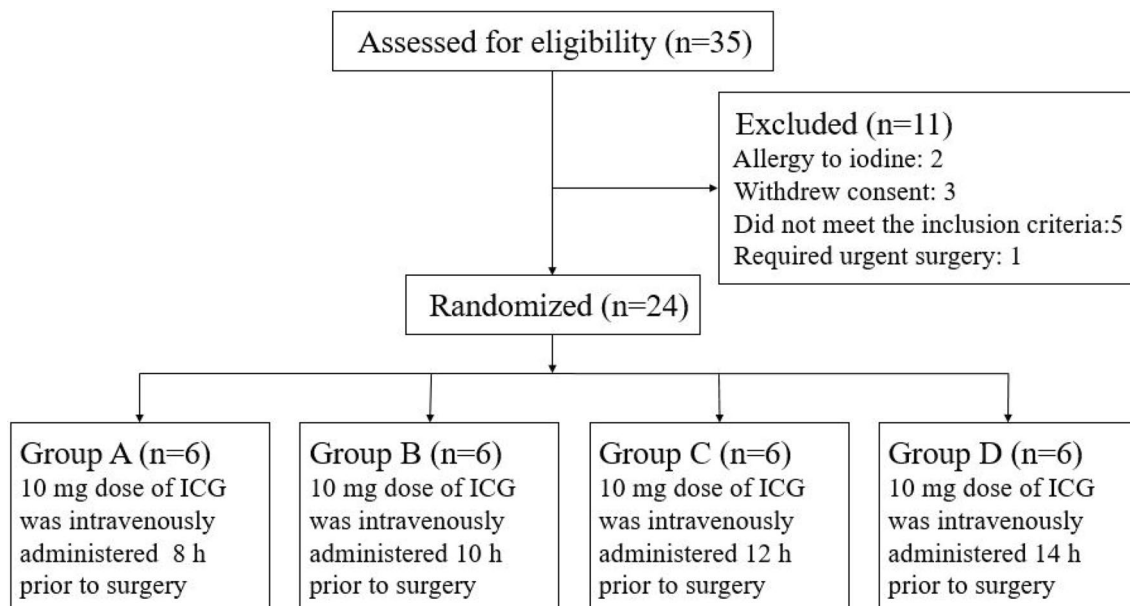 Assessed for eligibility (n=35)
Excluded (n=11)
Allergy to iodine: 2
Withdrew consent: 3
Did not meet the inclusion criteria:5
Required urgent surgery: 1
Randomized (n=24)
Group A (n=6)
10 mg dose of ICG
was intravenously
administered  8 h
prior to surgery
Group B (n=6)
10 mg dose of ICG
was intravenously
administered 10 h
prior to surgery
Group C (n=6)
10 mg dose of ICG
was intravenously
administered 12 h
prior to surgery
Group D (n=6)
10 mg dose of ICG
was intravenously
administered 14 h
prior to surgery